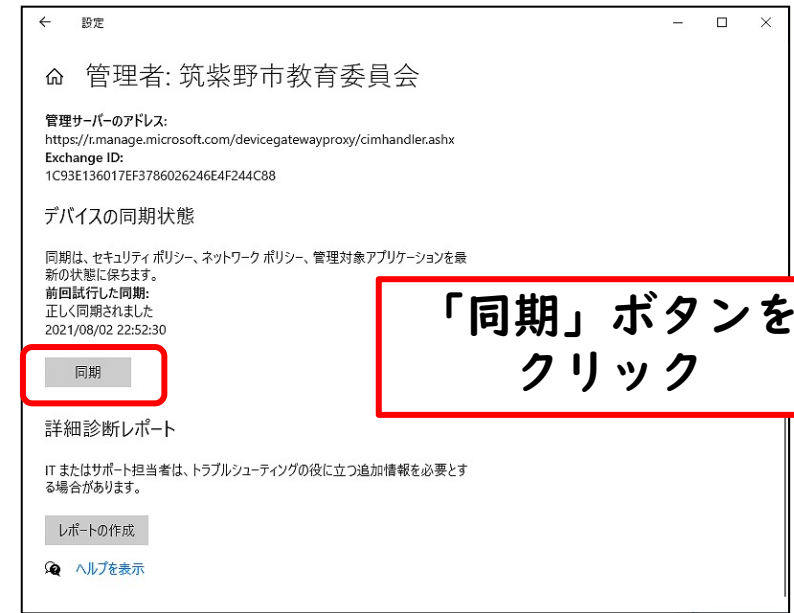 設定
管理者: 筑紫野市教育委員会
管理サーバーのアドレス:
https://r.manage.microsoft.com/devicegatewayproxy/cimhandler.ashx
Exchange ID:
1C93E136017EF3786026246E4F244C88
デバイスの同期状態
同期は、セキュリティ ポリシー、ネットワーク ポリシー、管理対象アプリケーションを最
新の状態に保ちます。
前回試行した同期:
正しく同期されました
2021/08/02 22:52:30
「同期」ボタンを
クリック
同期
詳細診断レポート
IT またはサポート担当者は、トラブルシューティングの役に立つ追加情報を必要とす
る場合があります。
レポートの作成
ヘルプを表示